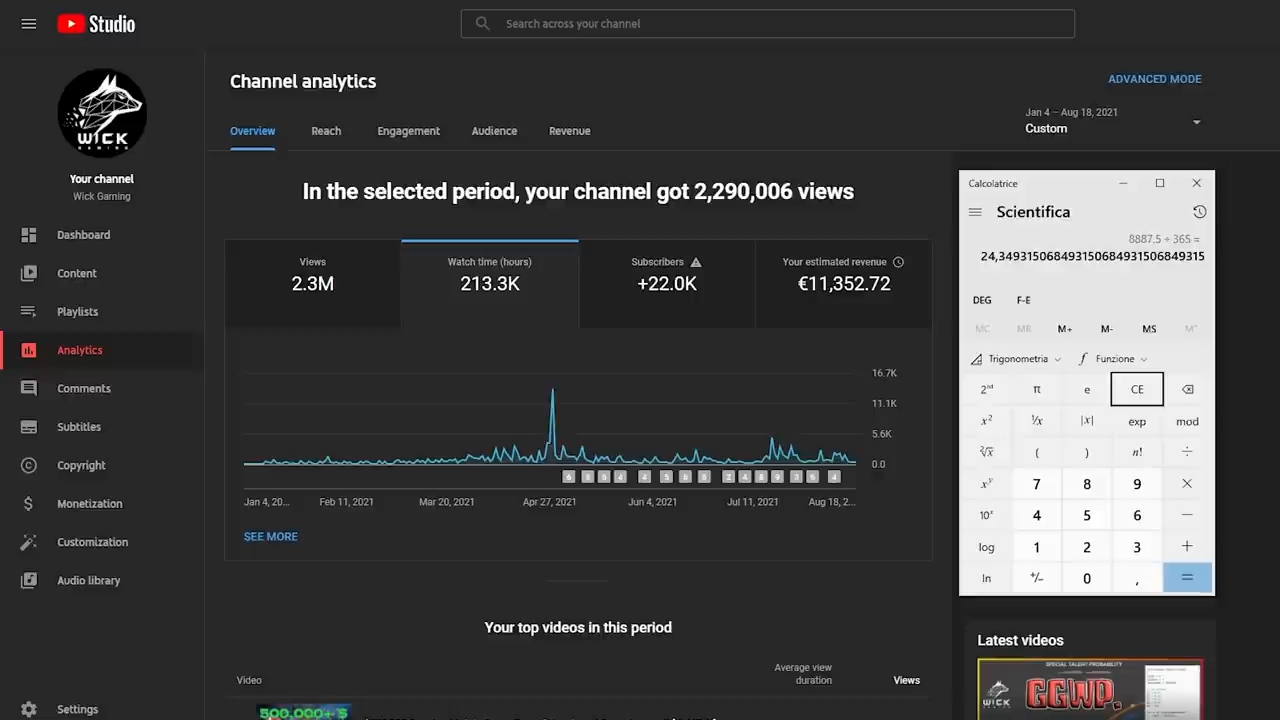 Studio
Search across your channel
WICK
GAMING
Your channel
Wick Gaming
Dashboard
Content
Playlists
Analytics
Comments
Subtitles
Copyright
Monetization
Customization
Audio library
Settings
Channel analytics
ADVANCED MODE
Overview
Reach
Engagement
Audience
Revenue
Jan 4 – Aug 18, 2021
Custom
In the selected period, your channel got 2,290,006 views
Views
2.3M
Watch time (hours)
213.3K
Subscribers
+22.0K
Your estimated revenue
€11,352.72
16.7K
11.1K
5.6K
0.0
Jan 4, 20...
Feb 11, 2021
Mar 20, 2021
Apr 27, 2021
Jun 4, 2021
Jul 11, 2021
Aug 18, 2...
SEE MORE
Your top videos in this period
Video
Average view
duration
Views
500,000+ $
Calcolatrice
Scientifica
8887,5 ÷ 365 =
24,349315068493150684931506849315
DEG
F-E
MC MR M+ M- MS M˅
Trigonometria
f Funzione
2ⁿᵈ π e CE
x² ¹/x |x| exp mod
²√x ( ) n! ÷
xʸ 7 8 9 ×
10ˣ 4 5 6 −
log 1 2 3 +
ln +/− 0 , =
Latest videos
SPECIAL TALENT PROBABILITY
WICK
GGWP.